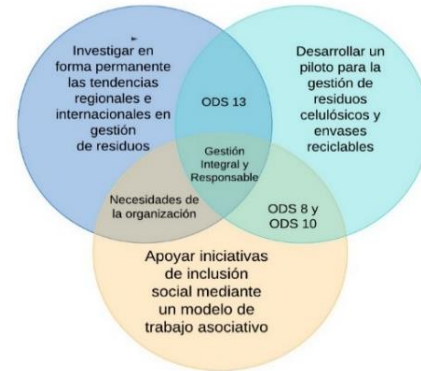 Investigar en
forma permanente
las tendencias
regionales e
internacionales en
gestión
de residuos
Desarrollar un
piloto para la
gestión de
residuos
celulósicos y
envases
reciclables
ODS 13
Gestión
Integral y
Responsable
Necesidades de
la organización
ODS 8 y
ODS 10
Apoyar iniciativas
de inclusión
social mediante
un modelo de
trabajo asociativo